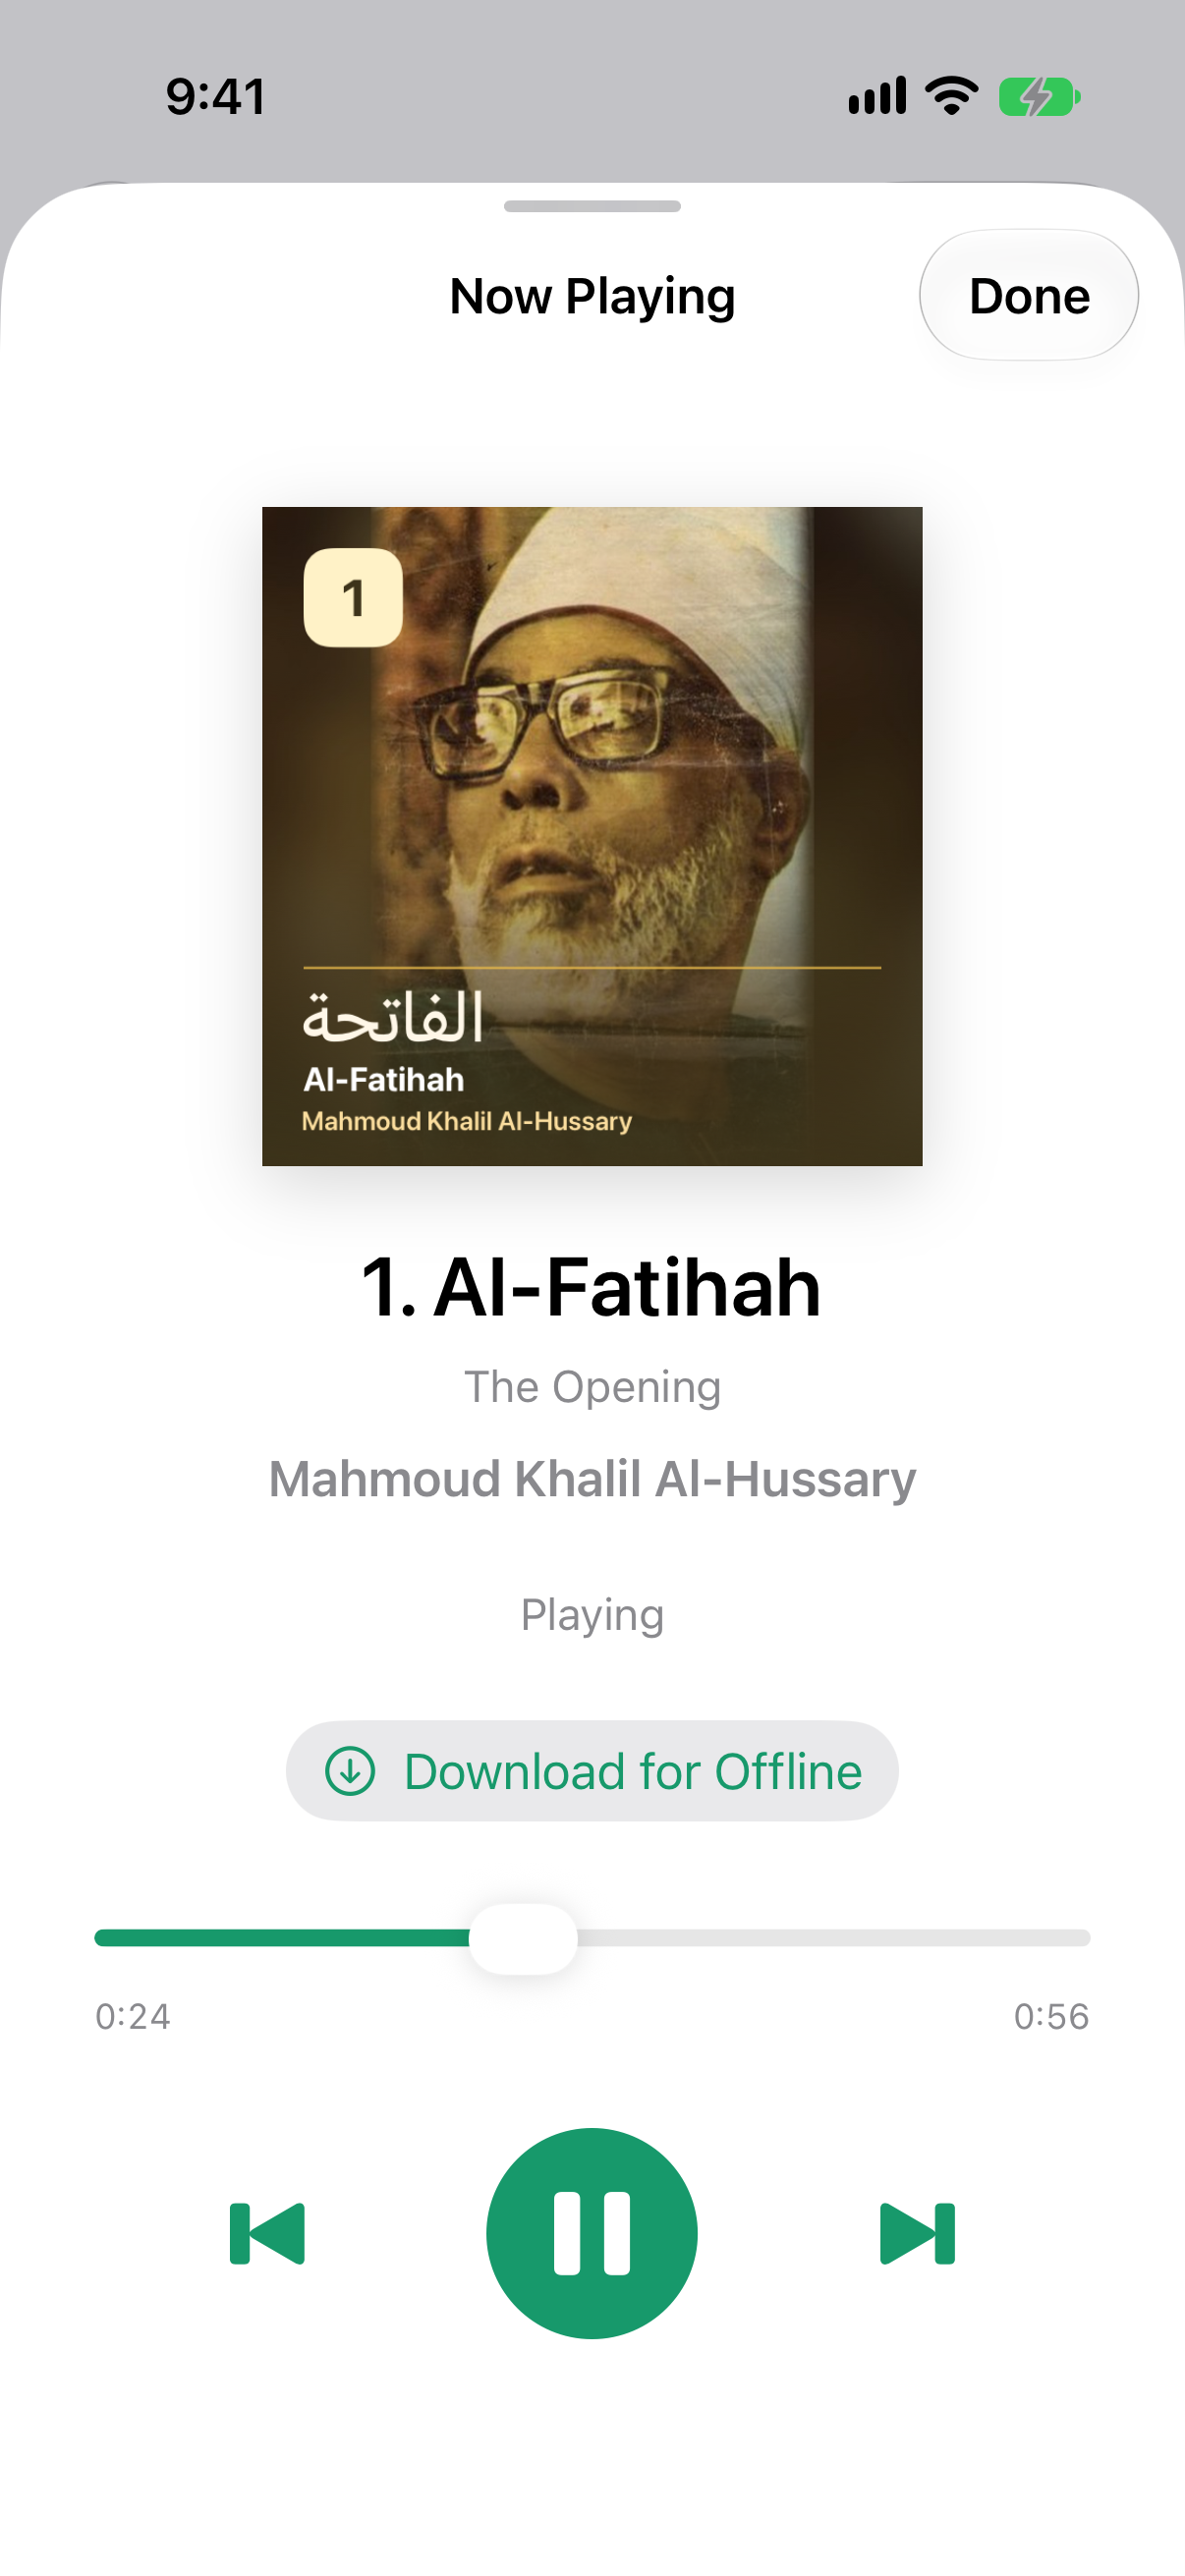 9:41
Now Playing
Done
1
الفاتحة
Al-Fatihah
Mahmoud Khalil Al-Hussary
1. Al-Fatihah
The Opening
Mahmoud Khalil Al-Hussary
Playing
Download for Offline
0:24
0:56